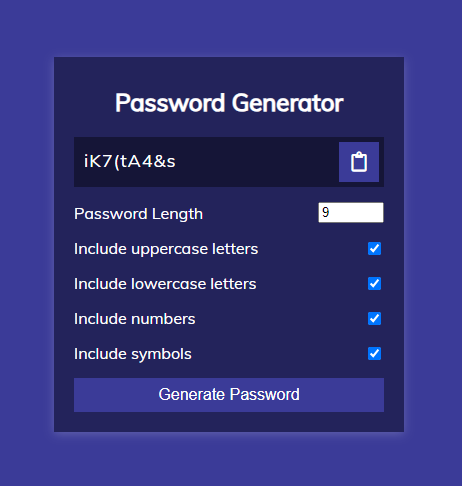 Password Generator
iK7(tA4&s
Password Length 9
Include uppercase letters
Include lowercase letters
Include numbers
Include symbols
Generate Password